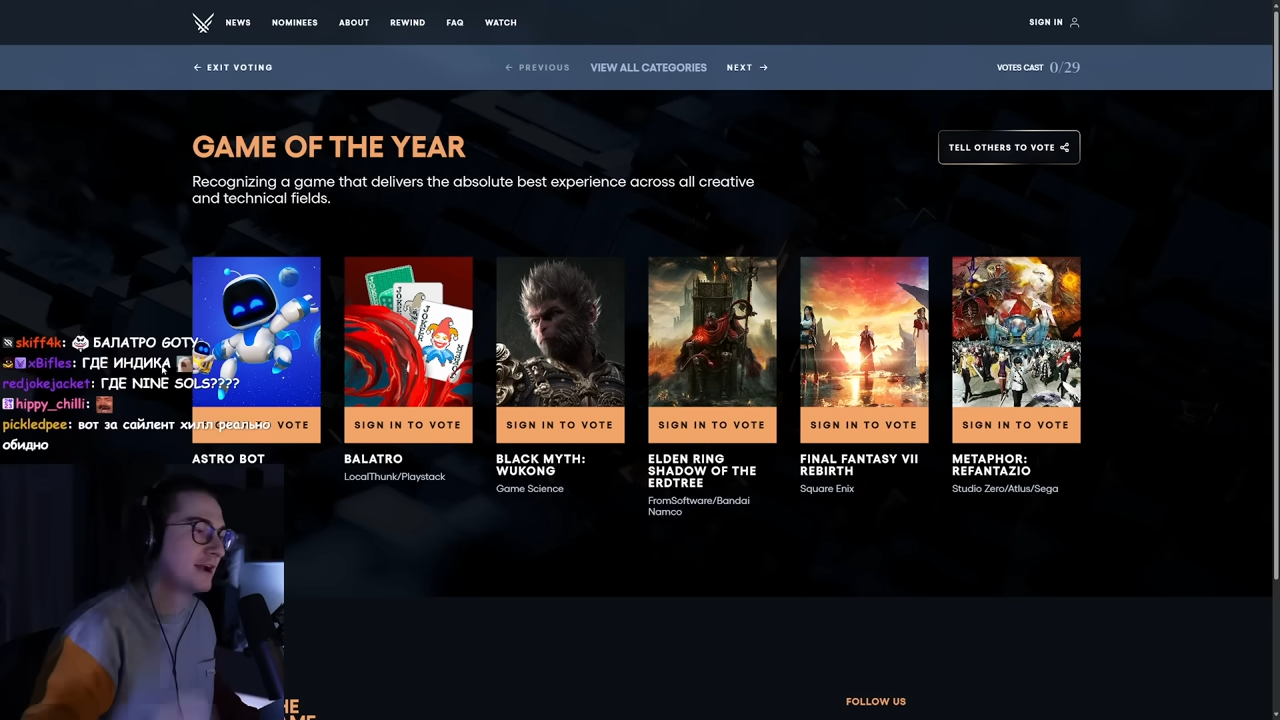 NEWS NOMINEES ABOUT REWIND FAQ WATCH SIGN IN
← EXIT VOTING ← PREVIOUS VIEW ALL CATEGORIES NEXT → VOTES CAST 0/29
GAME OF THE YEAR
TELL OTHERS TO VOTE
Recognizing a game that delivers the absolute best experience across all creative
and technical fields.
skiff4k: БАЛАТРО GOTY
xBifles: ГДЕ ИНДИКА
redjokejacket: ГДЕ NINE SOLS????
hippy_chilli:
pickledpee: вот за сайлент хилл реально
обидно
VOTE
SIGN IN TO VOTE
SIGN IN TO VOTE
SIGN IN TO VOTE
SIGN IN TO VOTE
SIGN IN TO VOTE
ASTRO BOT
BALATRO
LocalThunk/Playstack
BLACK MYTH:
WUKONG
Game Science
ELDEN RING
SHADOW OF THE
ERDTREE
FromSoftware/Bandai
Namco
FINAL FANTASY VII
REBIRTH
Square Enix
METAPHOR:
REFANTAZIO
Studio Zero/Atlus/Sega
FOLLOW US